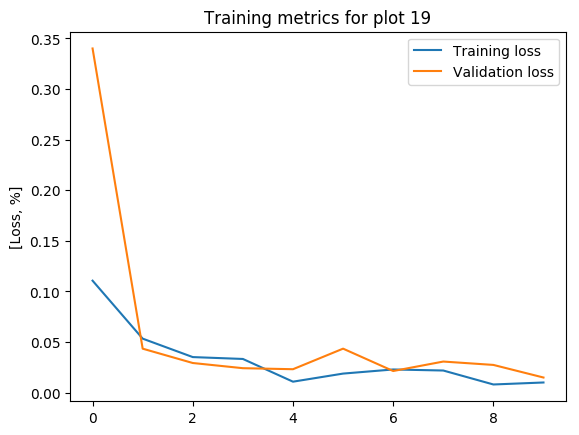 Training metrics for plot 19
Training loss
Validation loss
[Loss, %]
0.35
0.30
0.25
0.20
0.15
0.10
0.05
0.00
0 2 4 6 8